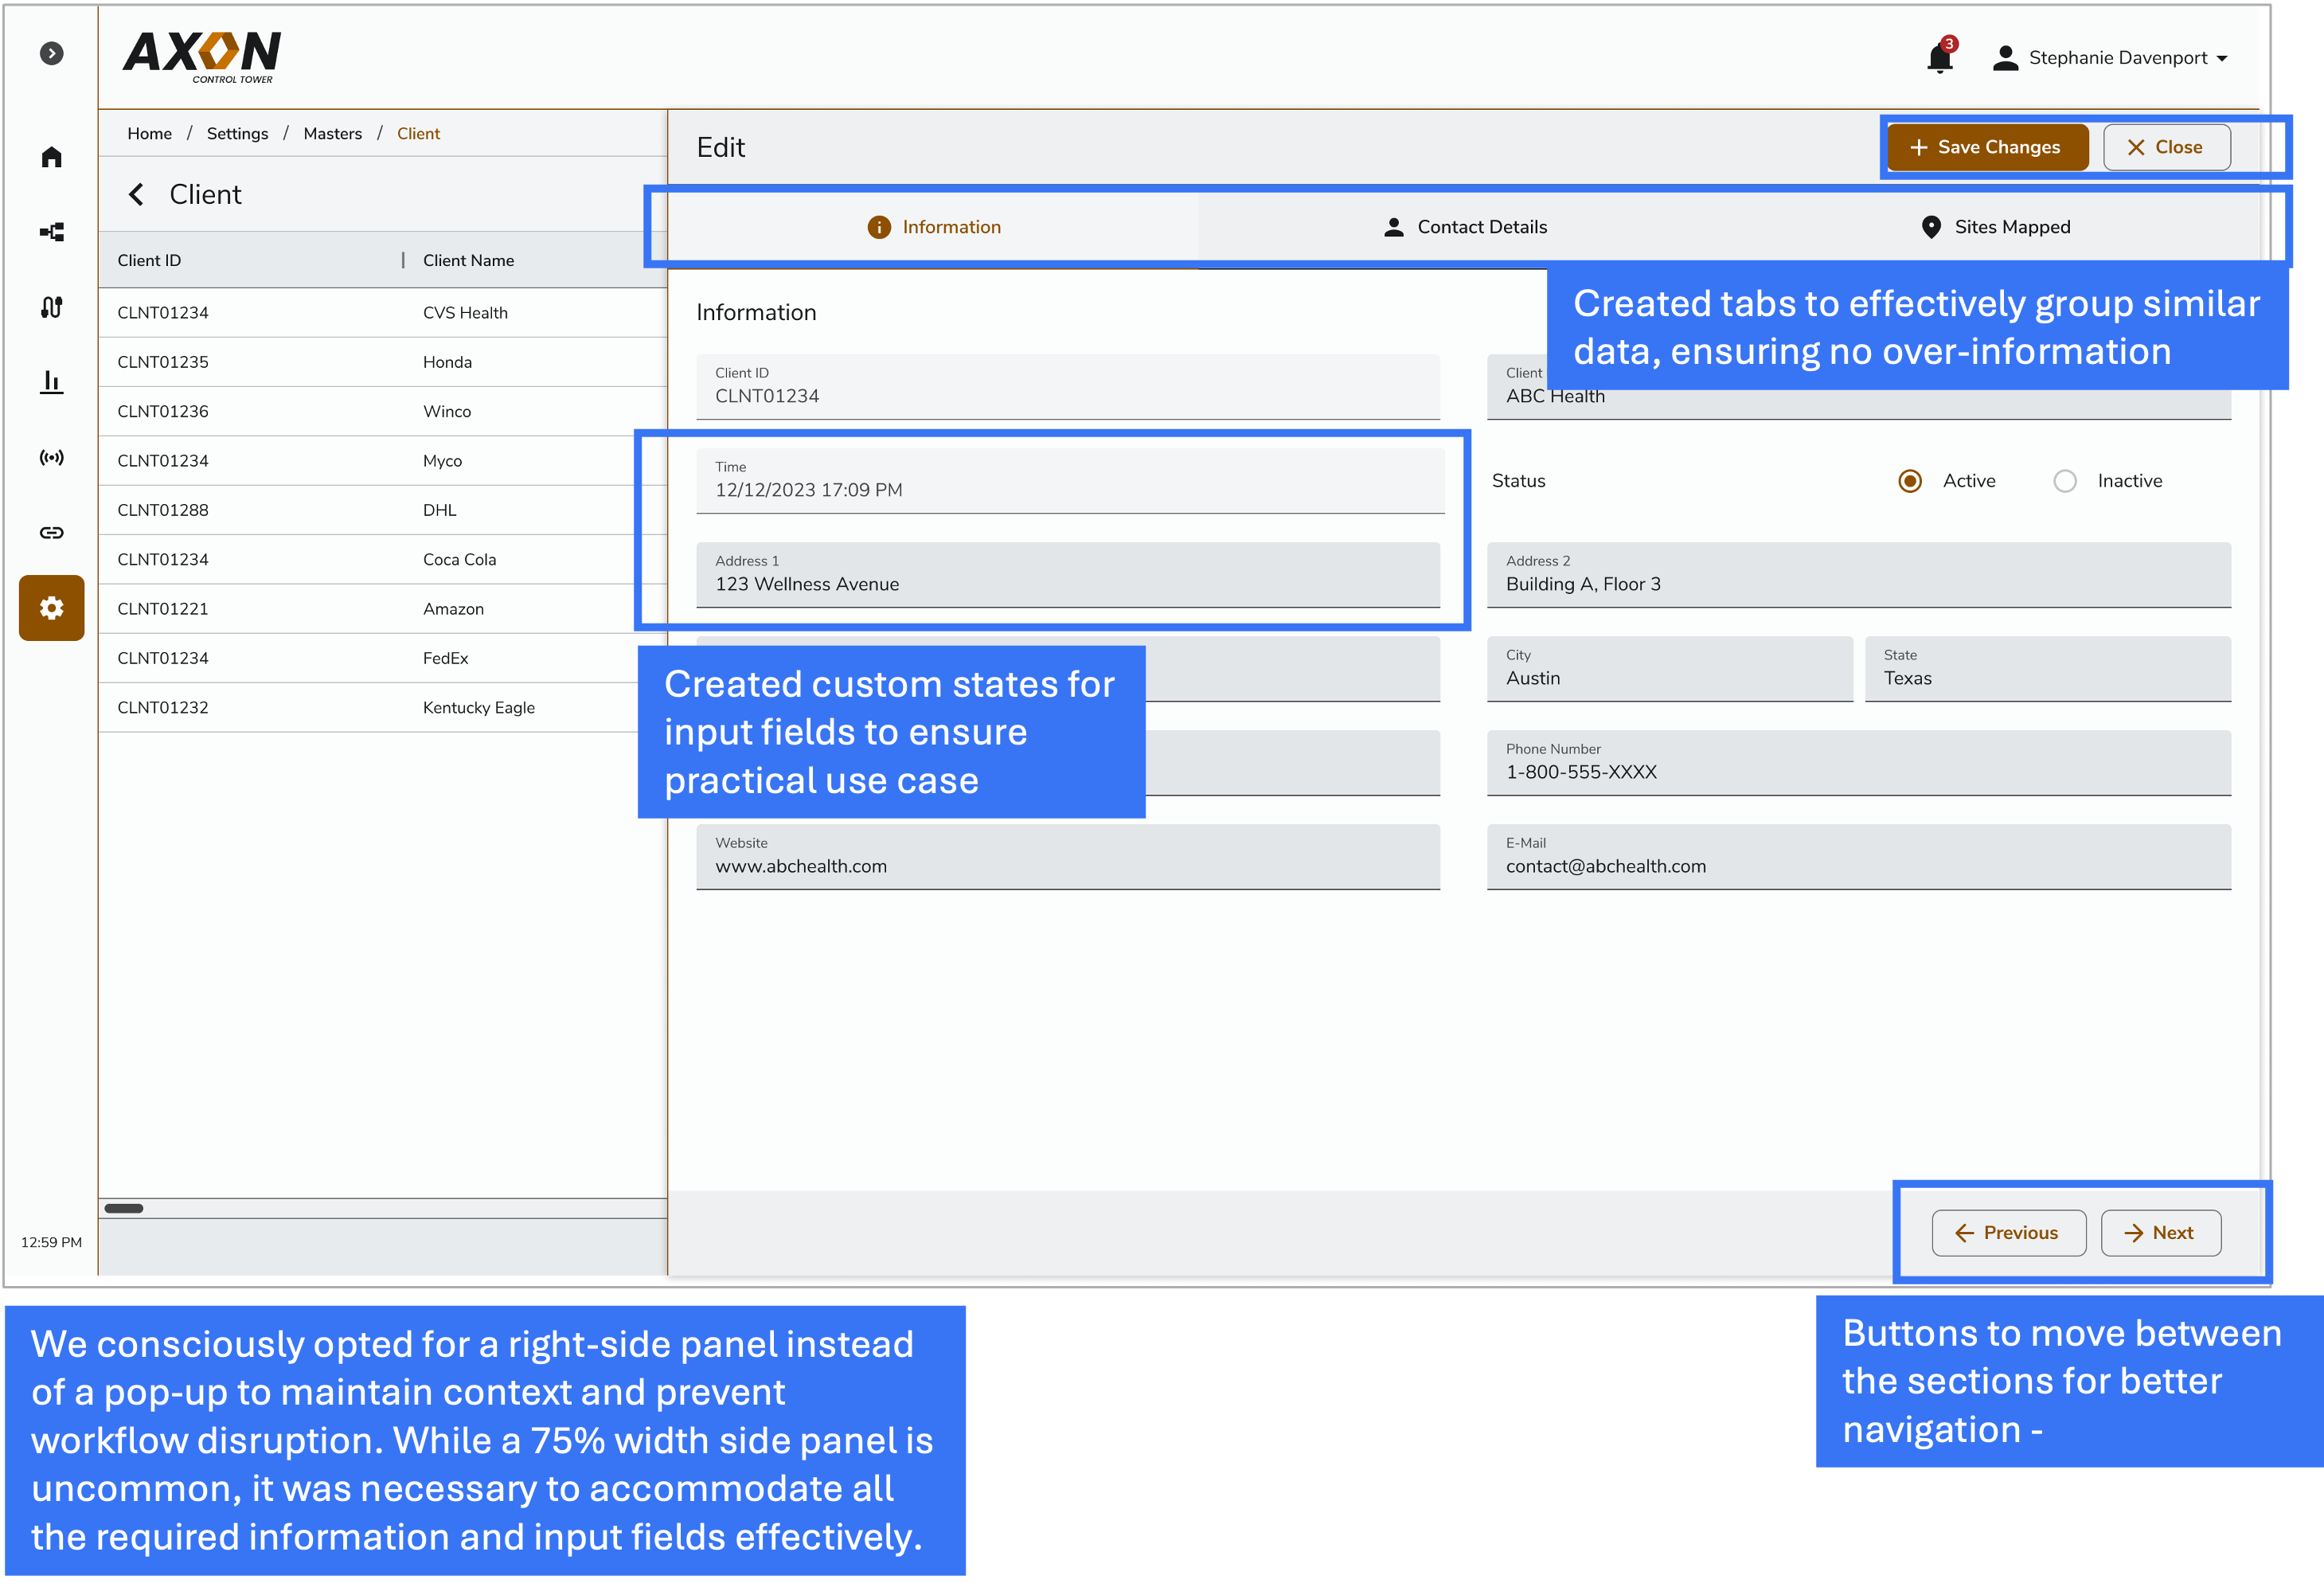 AXON
CONTROL TOWER
3
Stephanie Davenport
Home / Settings / Masters / Client
Client
Client ID | Client Name
CLNT01234 CVS Health
CLNT01235 Honda
CLNT01236 Winco
CLNT01234 Myco
CLNT01288 DHL
CLNT01234 Coca Cola
CLNT01221 Amazon
CLNT01234 FedEx
CLNT01232 Kentucky Eagle
12:59 PM
Edit
+ Save Changes
Close
Information
Contact Details
Sites Mapped
Created tabs to effectively group similar
data, ensuring no over-information
Information
Client ID
CLNT01234
Client
ABC Health
Time
12/12/2023 17:09 PM
Status
Active
Inactive
Address 1
123 Wellness Avenue
Address 2
Building A, Floor 3
Created custom states for
input fields to ensure
practical use case
City
Austin
State
Texas
Phone Number
1-800-555-XXXX
Website
www.abchealth.com
E-Mail
contact@abchealth.com
Previous
Next
We consciously opted for a right-side panel instead
of a pop-up to maintain context and prevent
workflow disruption. While a 75% width side panel is
uncommon, it was necessary to accommodate all
the required information and input fields effectively.
Buttons to move between
the sections for better
navigation -